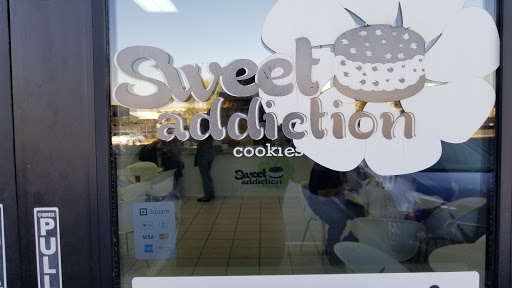 Sweet
addiction
cookies
Sweet
addiction
Square
VISA
PULL